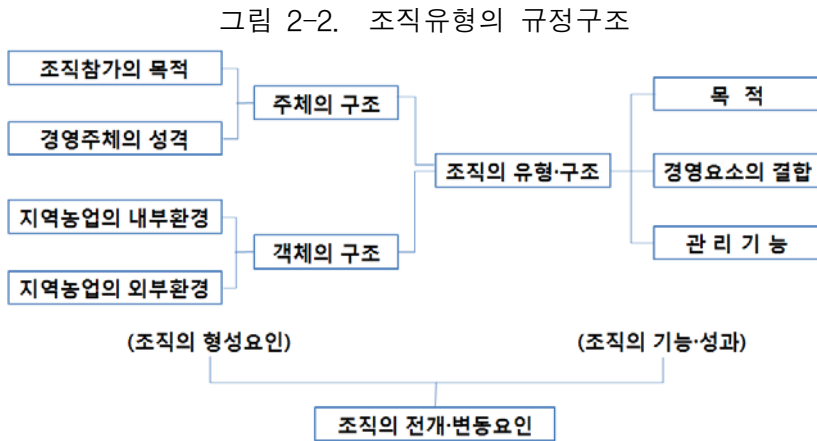 그림 2-2. 조직유형의 규정구조
조직참가의 목적
경영주체의 성격
주체의 구조
지역농업의 내부환경
지역농업의 외부환경
객체의 구조
조직의 유형·구조
목 적
경영요소의 결합
관 리 기 능
(조직의 형성요인)
(조직의 기능·성과)
조직의 전개·변동요인